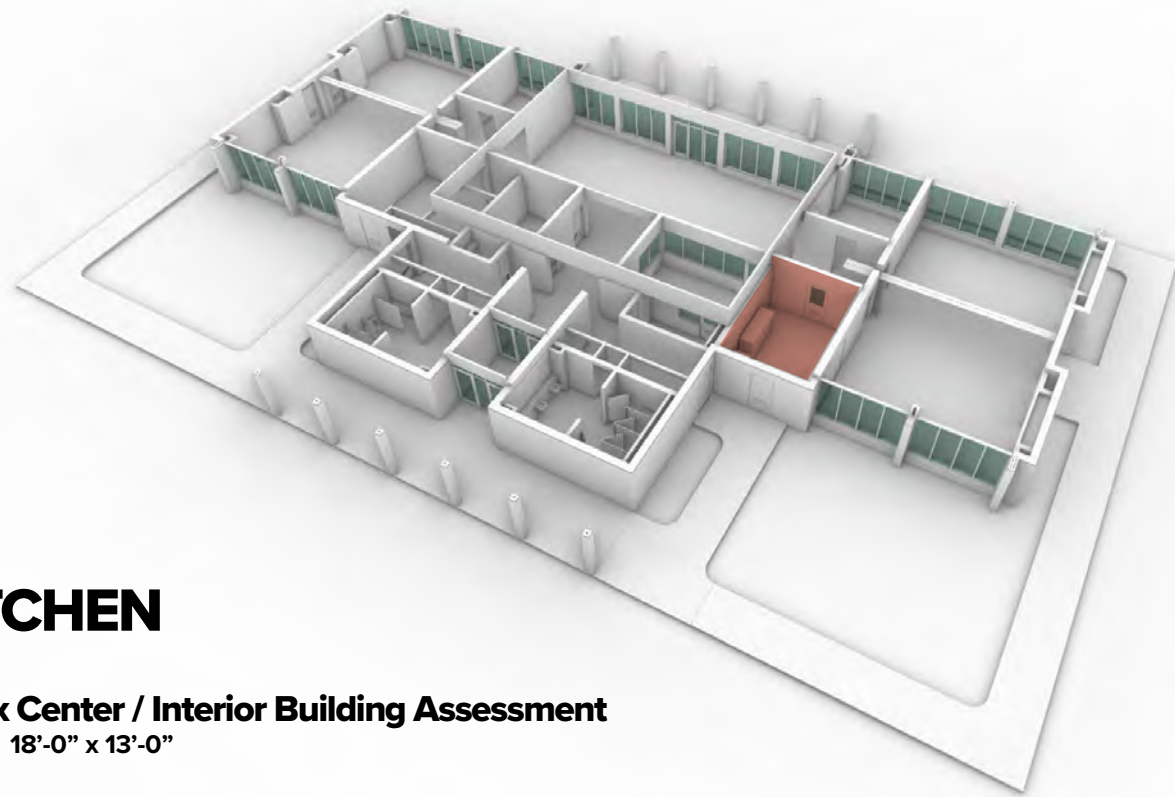 TCHEN
x Center / Interior Building Assessment
18’-0” x 13’-0”